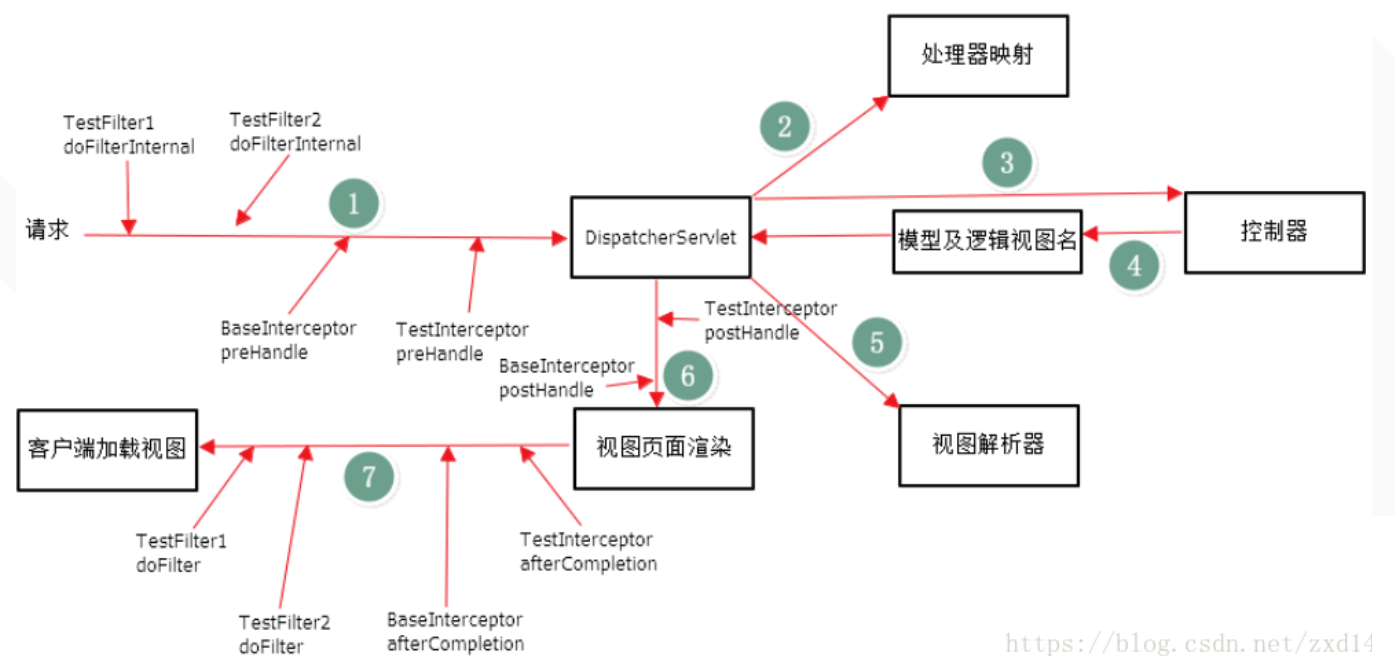 处理器映射
TestFilter1
doFilterInternal
TestFilter2
doFilterInternal
2
3
1
请求
DispatcherServlet
模型及逻辑视图名
控制器
4
BaseInterceptor
preHandle
TestInterceptor
preHandle
TestInterceptor
postHandle
5
BaseInterceptor
postHandle
6
客户端加载视图
7
视图页面渲染
视图解析器
TestFilter1
doFilter
TestInterceptor
afterCompletion
TestFilter2
doFilter
BaseInterceptor
afterCompletion
https://blog.csdn.net/zxd14